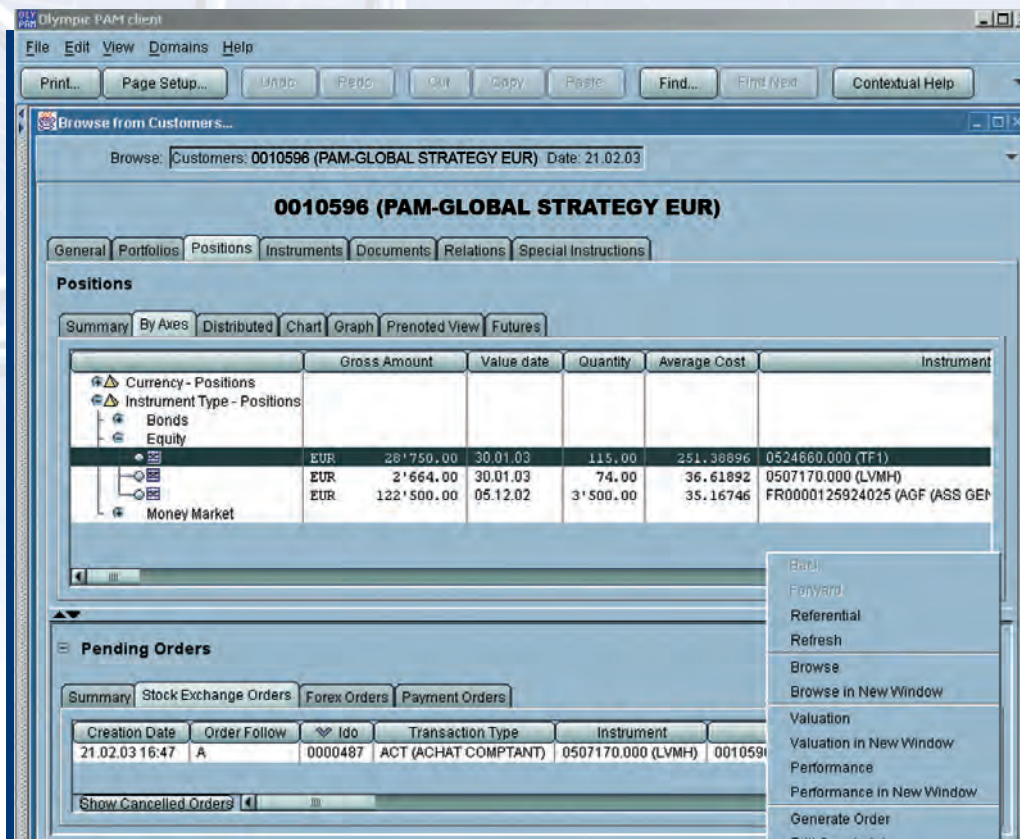 Olympic PAM client
File Edit View Domains Help
Print... Page Setup... Undo Redo Cut Copy Paste Find... Find Next Contextual Help
Browse from Customers...
Browse: Customers: 0010596 (PAM-GLOBAL STRATEGY EUR) Date: 21.02.03
0010596 (PAM-GLOBAL STRATEGY EUR)
General Portfolios Positions Instruments Documents Relations Special Instructions
Positions
Summary By Axes Distributed Chart Graph Prenoted View Futures
Gross Amount Value date Quantity Average Cost Instrument
Currency - Positions
Instrument Type - Positions
Bonds
Equity
EUR 28'750.00 30.01.03 115.00 251.38896 0524660.000 (TF1)
EUR 2'664.00 30.01.03 74.00 36.61892 0507170.000 (LVMH)
EUR 122'500.00 05.12.02 3'500.00 35.16746 FR0000125924025 (AGF (ASS GEN
Money Market
Back
Forward
Referential
Refresh
Browse
Browse in New Window
Valuation
Valuation in New Window
Performance
Performance in New Window
Generate Order
Pending Orders
Summary Stock Exchange Orders Forex Orders Payment Orders
Creation Date Order Follow Ido Transaction Type Instrument
21.02.03 16:47 A 0000487 ACT (ACHAT COMPTANT) 0507170.000 (LVMH) 001059
Show Cancelled Orders